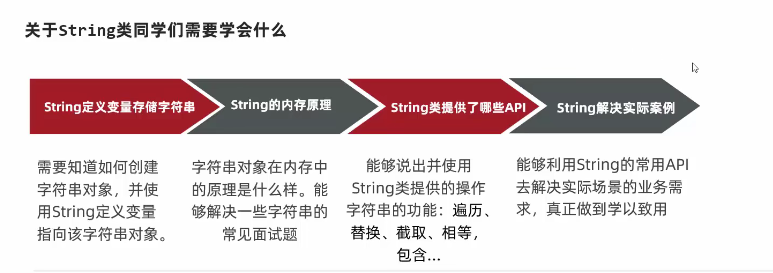 关于String类同学们需要学会什么
String定义变量存储字符串
String的内存原理
String类提供了哪些API
String解决实际案例
需要知道如何创建
字符串对象，并使
用String定义变量
指向该字符串对象。
字符串对象在内存中
的原理是什么样。能
够解决一些字符串的
常见面试题
能够说出并使用
String类提供的操作
字符串的功能：遍历、
替换、截取、相等，
包含...
能够利用String的常用API
去解决实际场景的业务需
求，真正做到学以致用